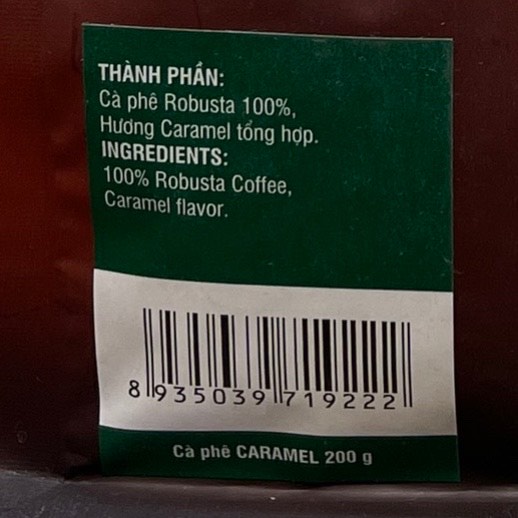 THÀNH PHẦN:
Cà phê Robusta 100%,
Hương Caramel tổng hợp.
INGREDIENTS:
100% Robusta Coffee,
Caramel flavor.
8 935039 719222
Cà phê CARAMEL 200 g